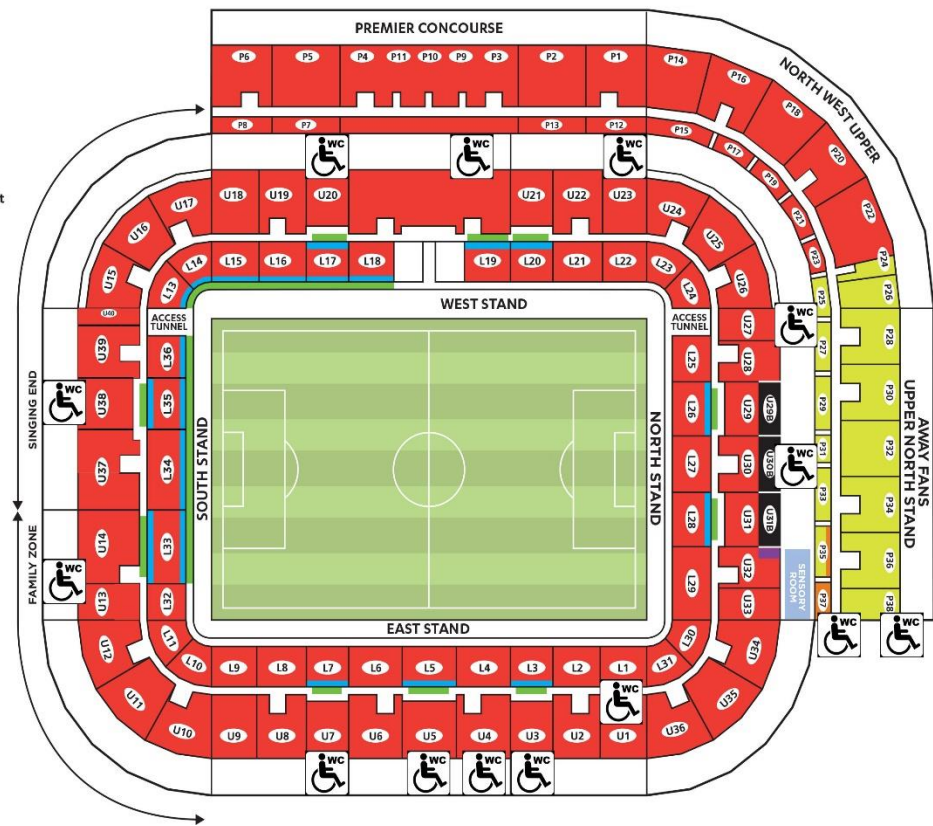 PREMIER CONCOURSE
P6
P5
P4
P11
P10
P9
P3
P2
P1
P14
P16
NORTH WEST UPPER
P18
P20
P22
P24
P26
P8
P7
P13
P12
P15
P17
P19
P21
P23
P25
WC
WC
WC
t
U17
U18
U19
U20
U21
U22
U23
U24
U16
U25
U15
U26
L14
L15
L16
L17
L18
L19
L20
L21
L22
L23
L13
L24
WEST STAND
U40
ACCESS
TUNNEL
ACCESS
TUNNEL
U27
WC
P28
P27
U39
L36
L25
U28
SINGING END
WC
U38
L35
L26
U29
U29B
P29
P30
AWAY FANS
UPPER NORTH STAND
U37
L34
SOUTH STAND
NORTH STAND
L27
U30
U30B
WC
P31
P32
P33
P34
FAMILY ZONE
U14
L33
L28
U31
U31B
P35
P36
WC
U13
L32
L29
U32
U33
SENSORY
ROOM
P37
P38
WC
WC
EAST STAND
U12
L11
L10
L9
L8
L7
L6
L5
L4
L3
L2
L1
L31
L30
U34
WC
U11
U10
U9
U8
U7
U6
U5
U4
U3
U2
U1
U36
U35
WC
WC
WC
WC